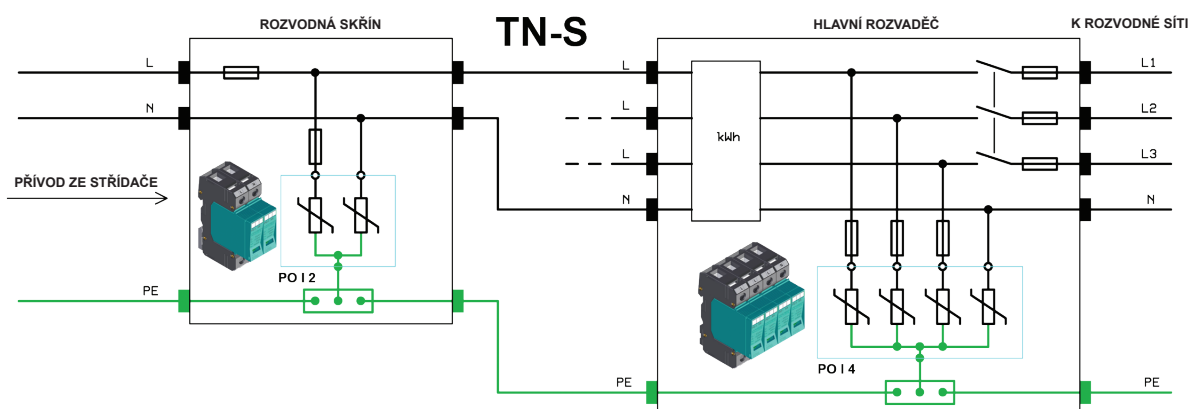 ROZVODNÁ SKŘÍN
TN-S
HLAVNÍ ROZVADĚČ
K ROZVODNÉ SÍTI
L
L
L1
N
L
L2
kWh
L
L3
PŘÍVOD ZE STŘÍDAČE
N
N
PO I 2
PE
PO I 4
PE
PE